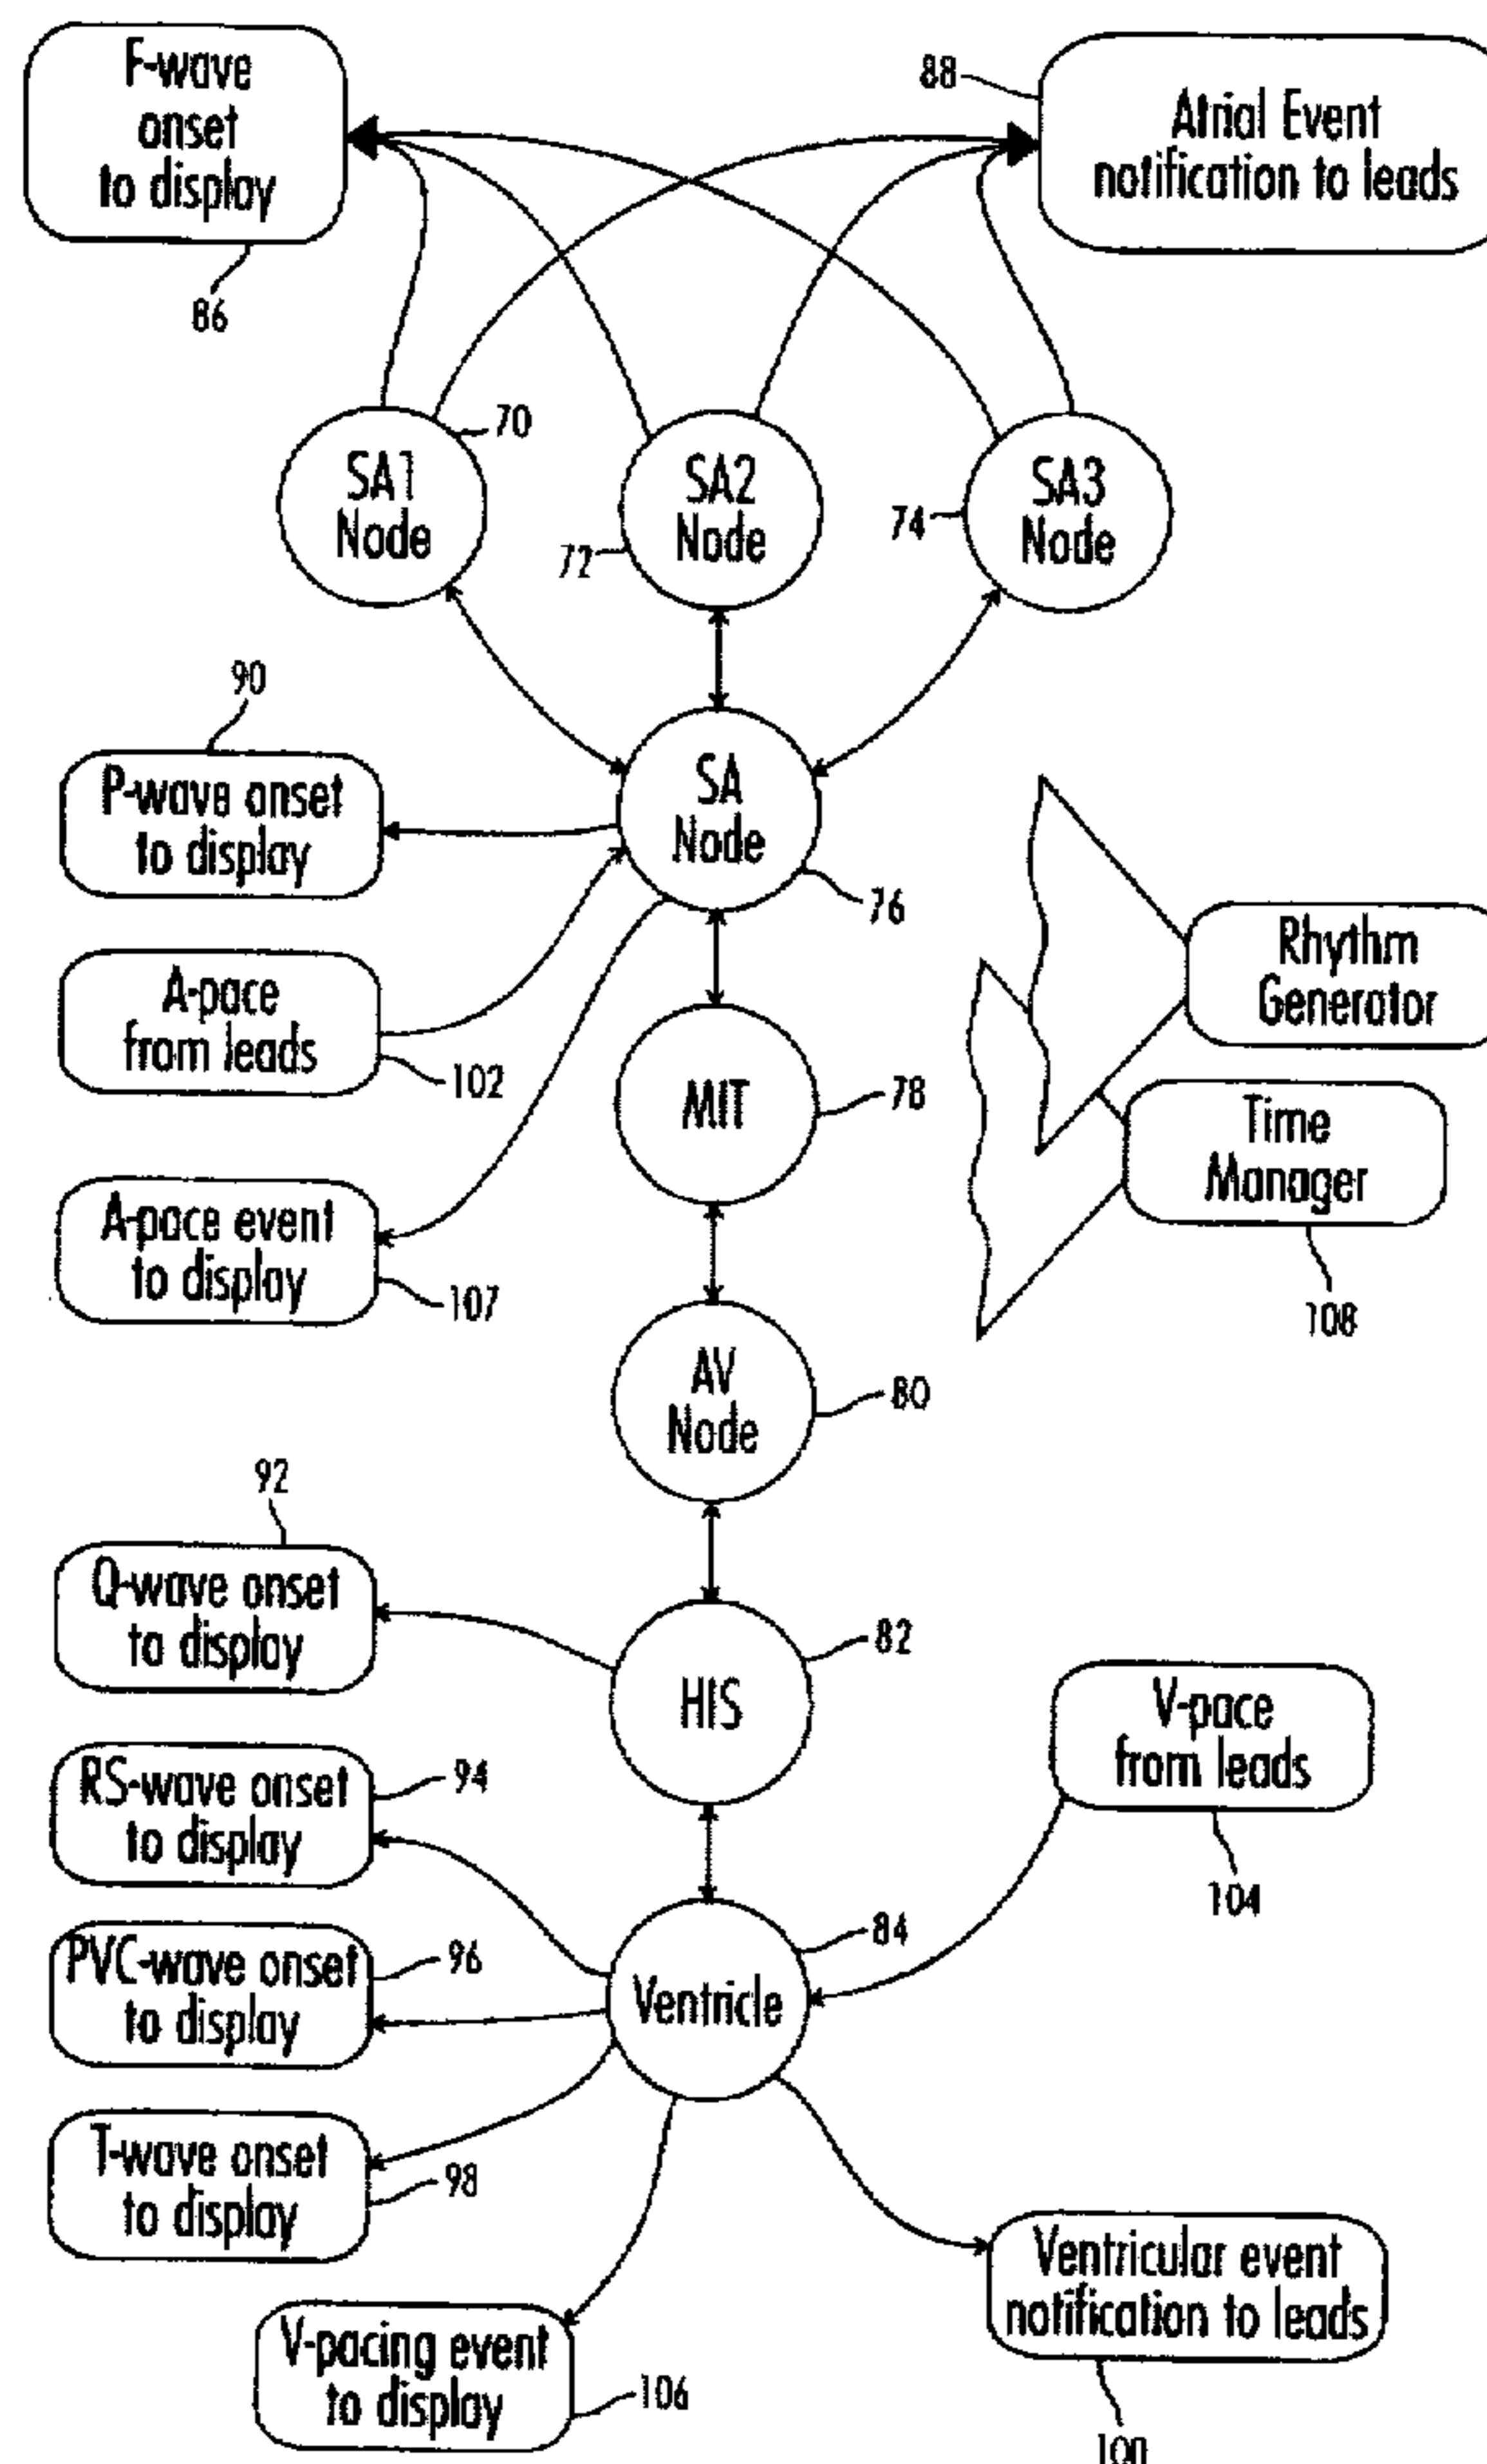 F-wave
onset
to display
86
88
Atrial Event
notification to leads
SA1
Node
70
SA2
Node
72
SA3
Node
74
90
P-wave onset
to display
SA
Node
76
A-pace
from leads
102
Rhythm
Generator
MIT
78
Time
Manager
108
A-pace event
to display
107
AV
Node
80
92
Q-wave onset
to display
HIS
82
V-pace
from leads
104
RS-wave onset
to display
94
Ventricle
84
PVC-wave onset
to display
96
T-wave onset
to display
98
Ventricular event
notification to leads
100
V-pacing event
to display
106